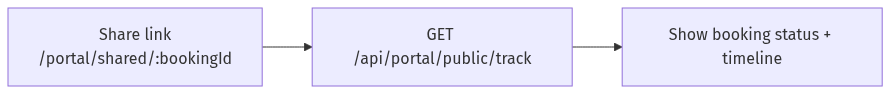 Share link
/portal/shared/:bookingId
GET
/api/portal/public/track
Show booking status +
timeline